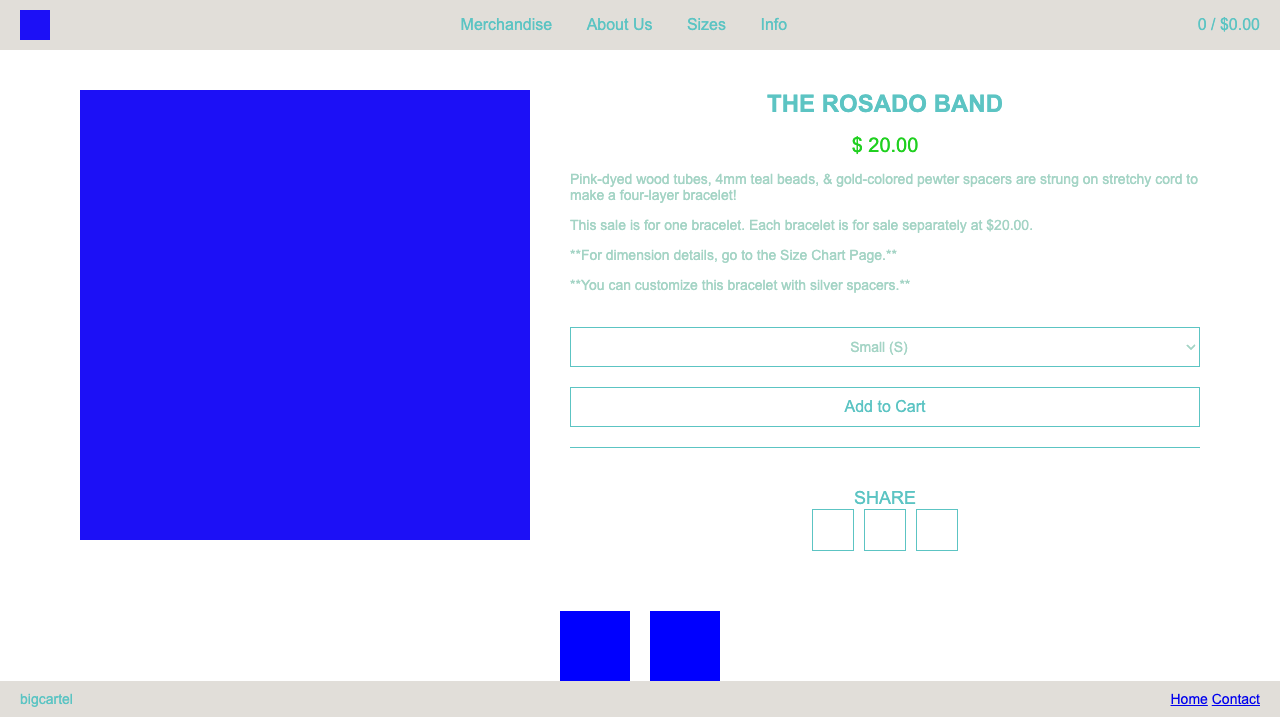 Merchandise About Us Sizes Info 0 / $0.00
THE ROSADO BAND
$ 20.00
Pink-dyed wood tubes, 4mm teal beads, & gold-colored pewter spacers are strung on stretchy cord to
make a four-layer bracelet!
This sale is for one bracelet. Each bracelet is for sale separately at $20.00.
**For dimension details, go to the Size Chart Page.**
**You can customize this bracelet with silver spacers.**
Small (S)
Add to Cart
SHARE
bigcartel Home Contact